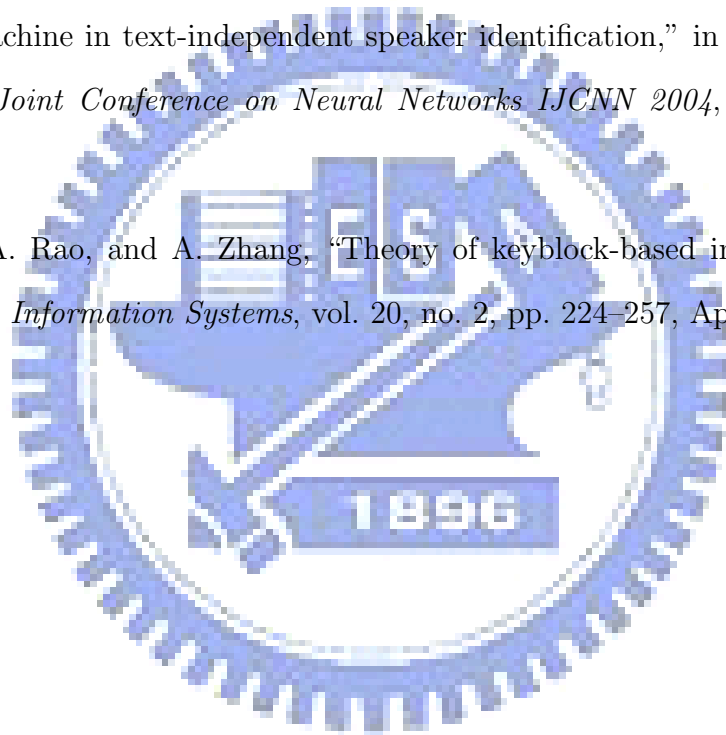 achine in text-independent speaker identification,” in
Joint Conference on Neural Networks IJCNN 2004,
E S A
A. Rao, and A. Zhang, “Theory of keyblock-based in
Information Systems, vol. 20, no. 2, pp. 224–257, Ap
1896